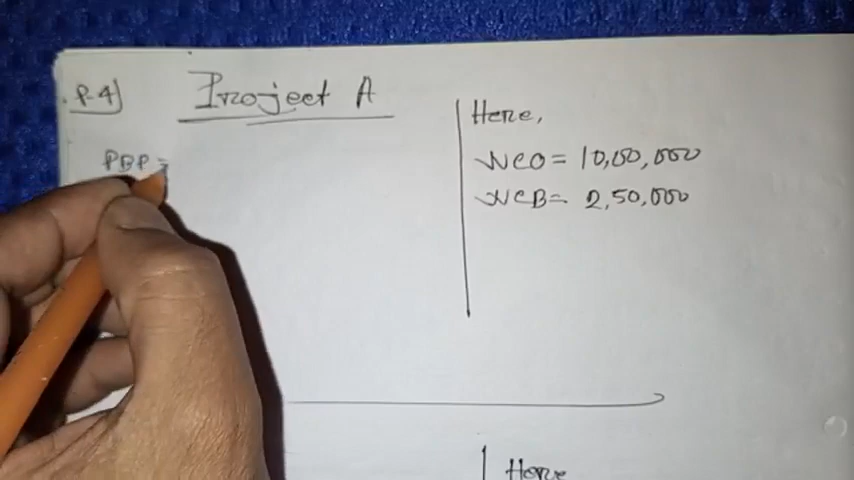 P-4)
Project A
PBP =
Here,
NCO = 10,00,000
NCB = 2,50,000
Here